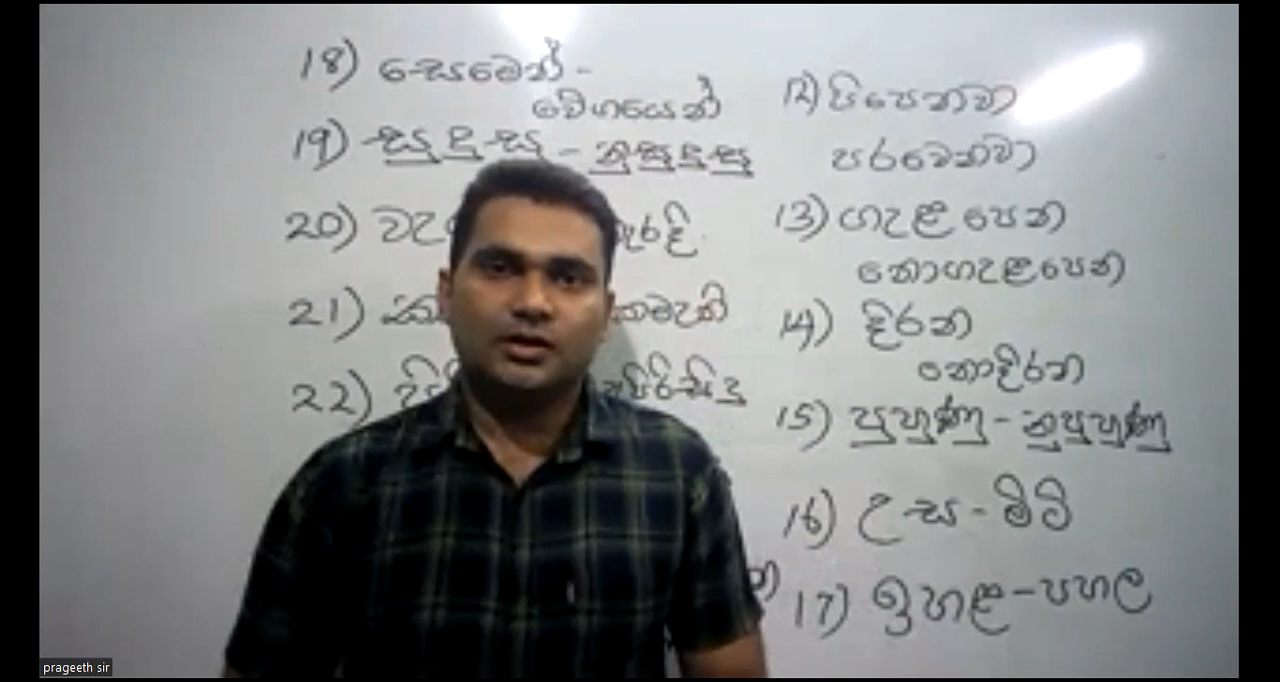 18) සෙමෙන් -
වේගයෙන්
19) සුදුසු - නුසුදුසු
20)
21)
22)
12) පිපෙනවා
පරවෙනවා
13) ගැළපෙන
නොගැළපෙන
14) දිරන
නොදිරන
15) පුහුණු - නුපුහුණු
16) උස - මිටි
17) ඉහළ - පහල
prageeth sir